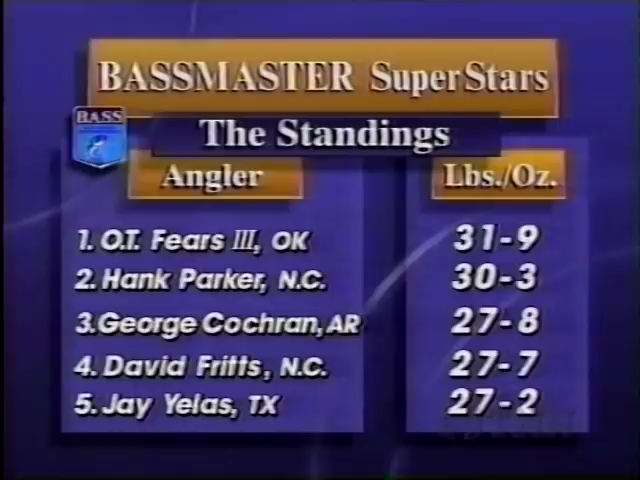 BASSMASTER SuperStars
BASS
The Standings
Angler Lbs./Oz.
1. O.T. Fears III, OK 31-9
2. Hank Parker, N.C. 30-3
3. George Cochran, AR 27-8
4. David Fritts, N.C. 27-7
5. Jay Yelas, TX 27-2